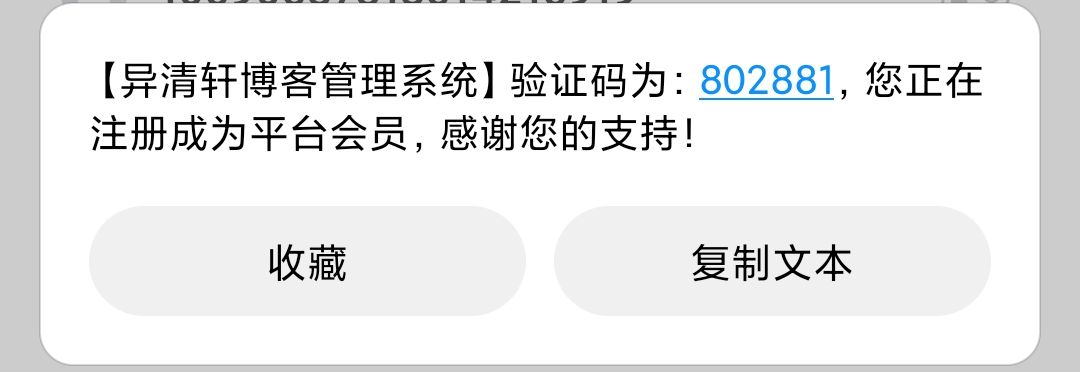 【异清轩博客管理系统】验证码为：802881，您正在
注册成为平台会员，感谢您的支持！
收藏
复制文本